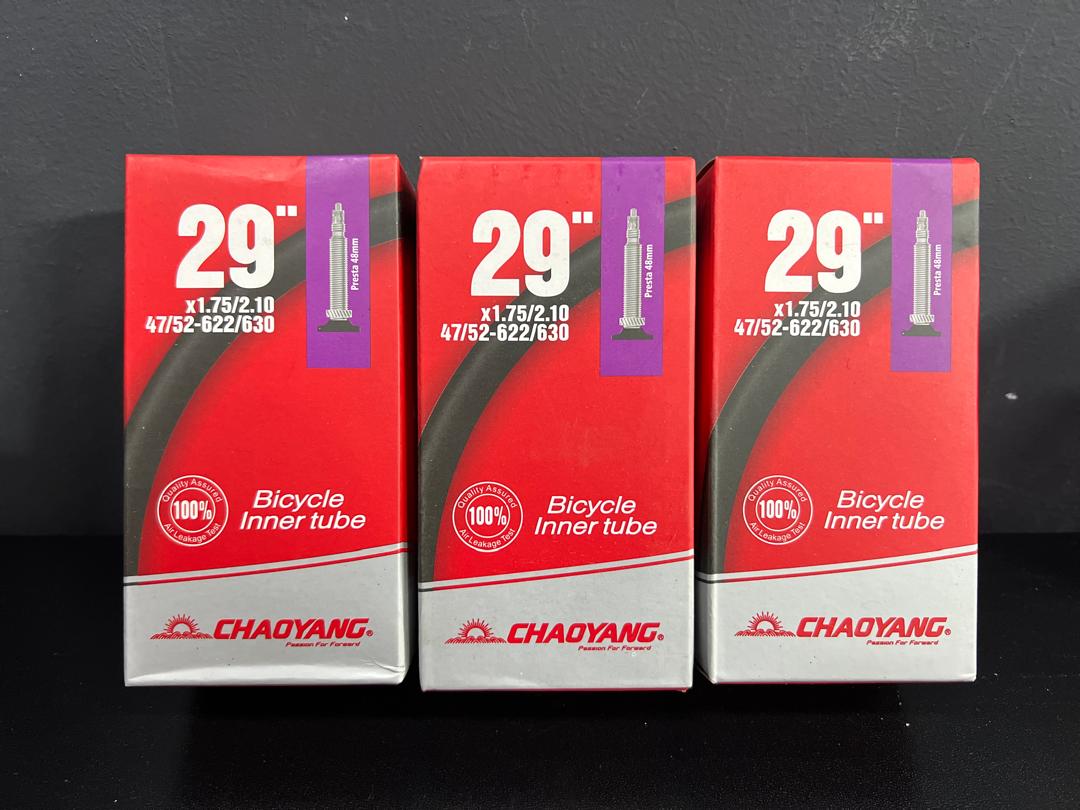 29"
x1.75/2.10
47/52-622/630
Presta 48mm
Quality Assured
100%
Air Leakage Test
Bicycle
Inner tube
CHAOYANG®
Passion For Forward
29"
x1.75/2.10
47/52-622/630
Presta 48mm
Quality Assured
100%
Air Leakage Test
Bicycle
Inner tube
CHAOYANG®
Passion For Forward
29"
x1.75/2.10
47/52-622/630
Presta 48mm
Quality Assured
100%
Air Leakage Test
Bicycle
Inner tube
CHAOYANG®
Passion For Forward